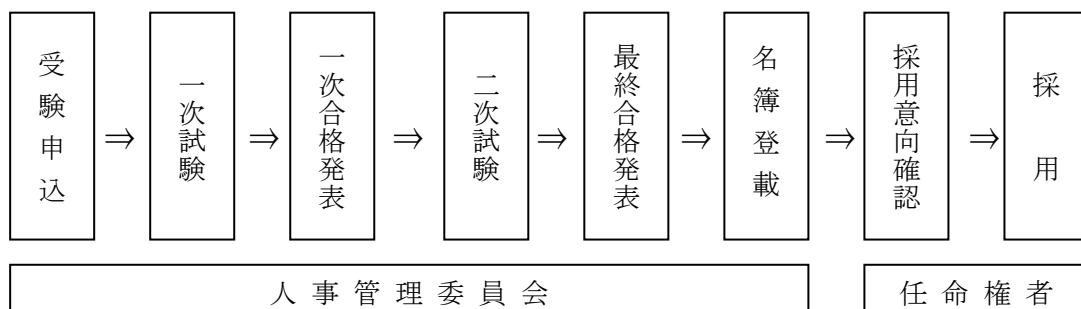 受験申込
⇒
一次試験
⇒
一次合格発表
⇒
二次試験
⇒
最終合格発表
⇒
名簿登載
⇒
採用意向確認
⇒
採用
人事管理委員会
任命権者